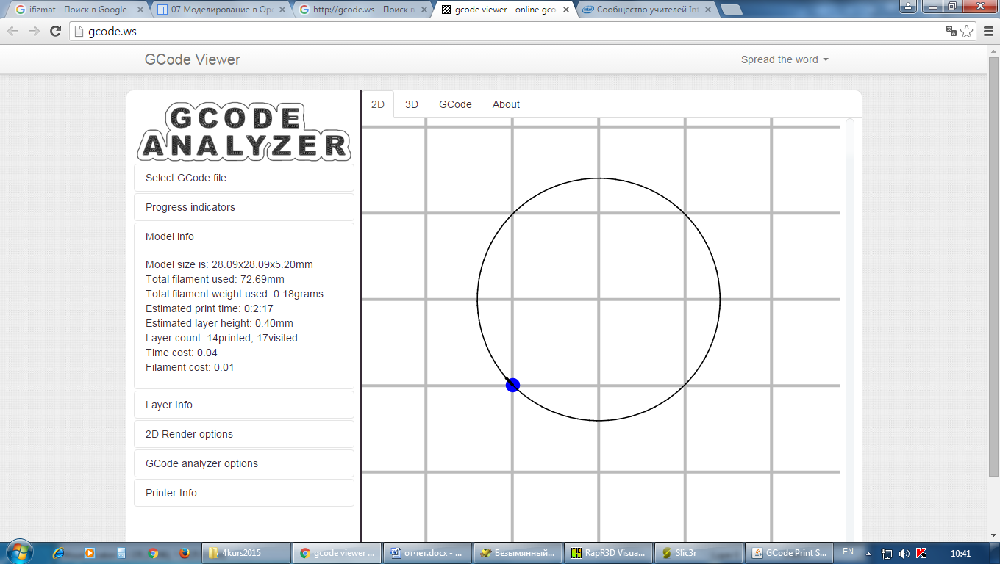 ifizmat - Поиск в Google
07 Моделирование в Ope
http://gcode.ws - Поиск в
gcode viewer - online gco
Сообщество учителей Int
gcode.ws
GCode Viewer
Spread the word
GCODE
ANALYZER
2D 3D GCode About
Select GCode file
Progress indicators
Model info
Model size is: 28.09x28.09x5.20mm
Total filament used: 72.69mm
Total filament weight used: 0.18grams
Estimated print time: 0:2:17
Estimated layer height: 0.40mm
Layer count: 14printed, 17visited
Time cost: 0.04
Filament cost: 0.01
Layer Info
2D Render options
GCode analyzer options
Printer Info
4kurs2015
gcode viewer ...
отчет.docx - ...
Безымянный...
RapR3D Visua...
Slic3r
GCode Print S...
EN
10:41